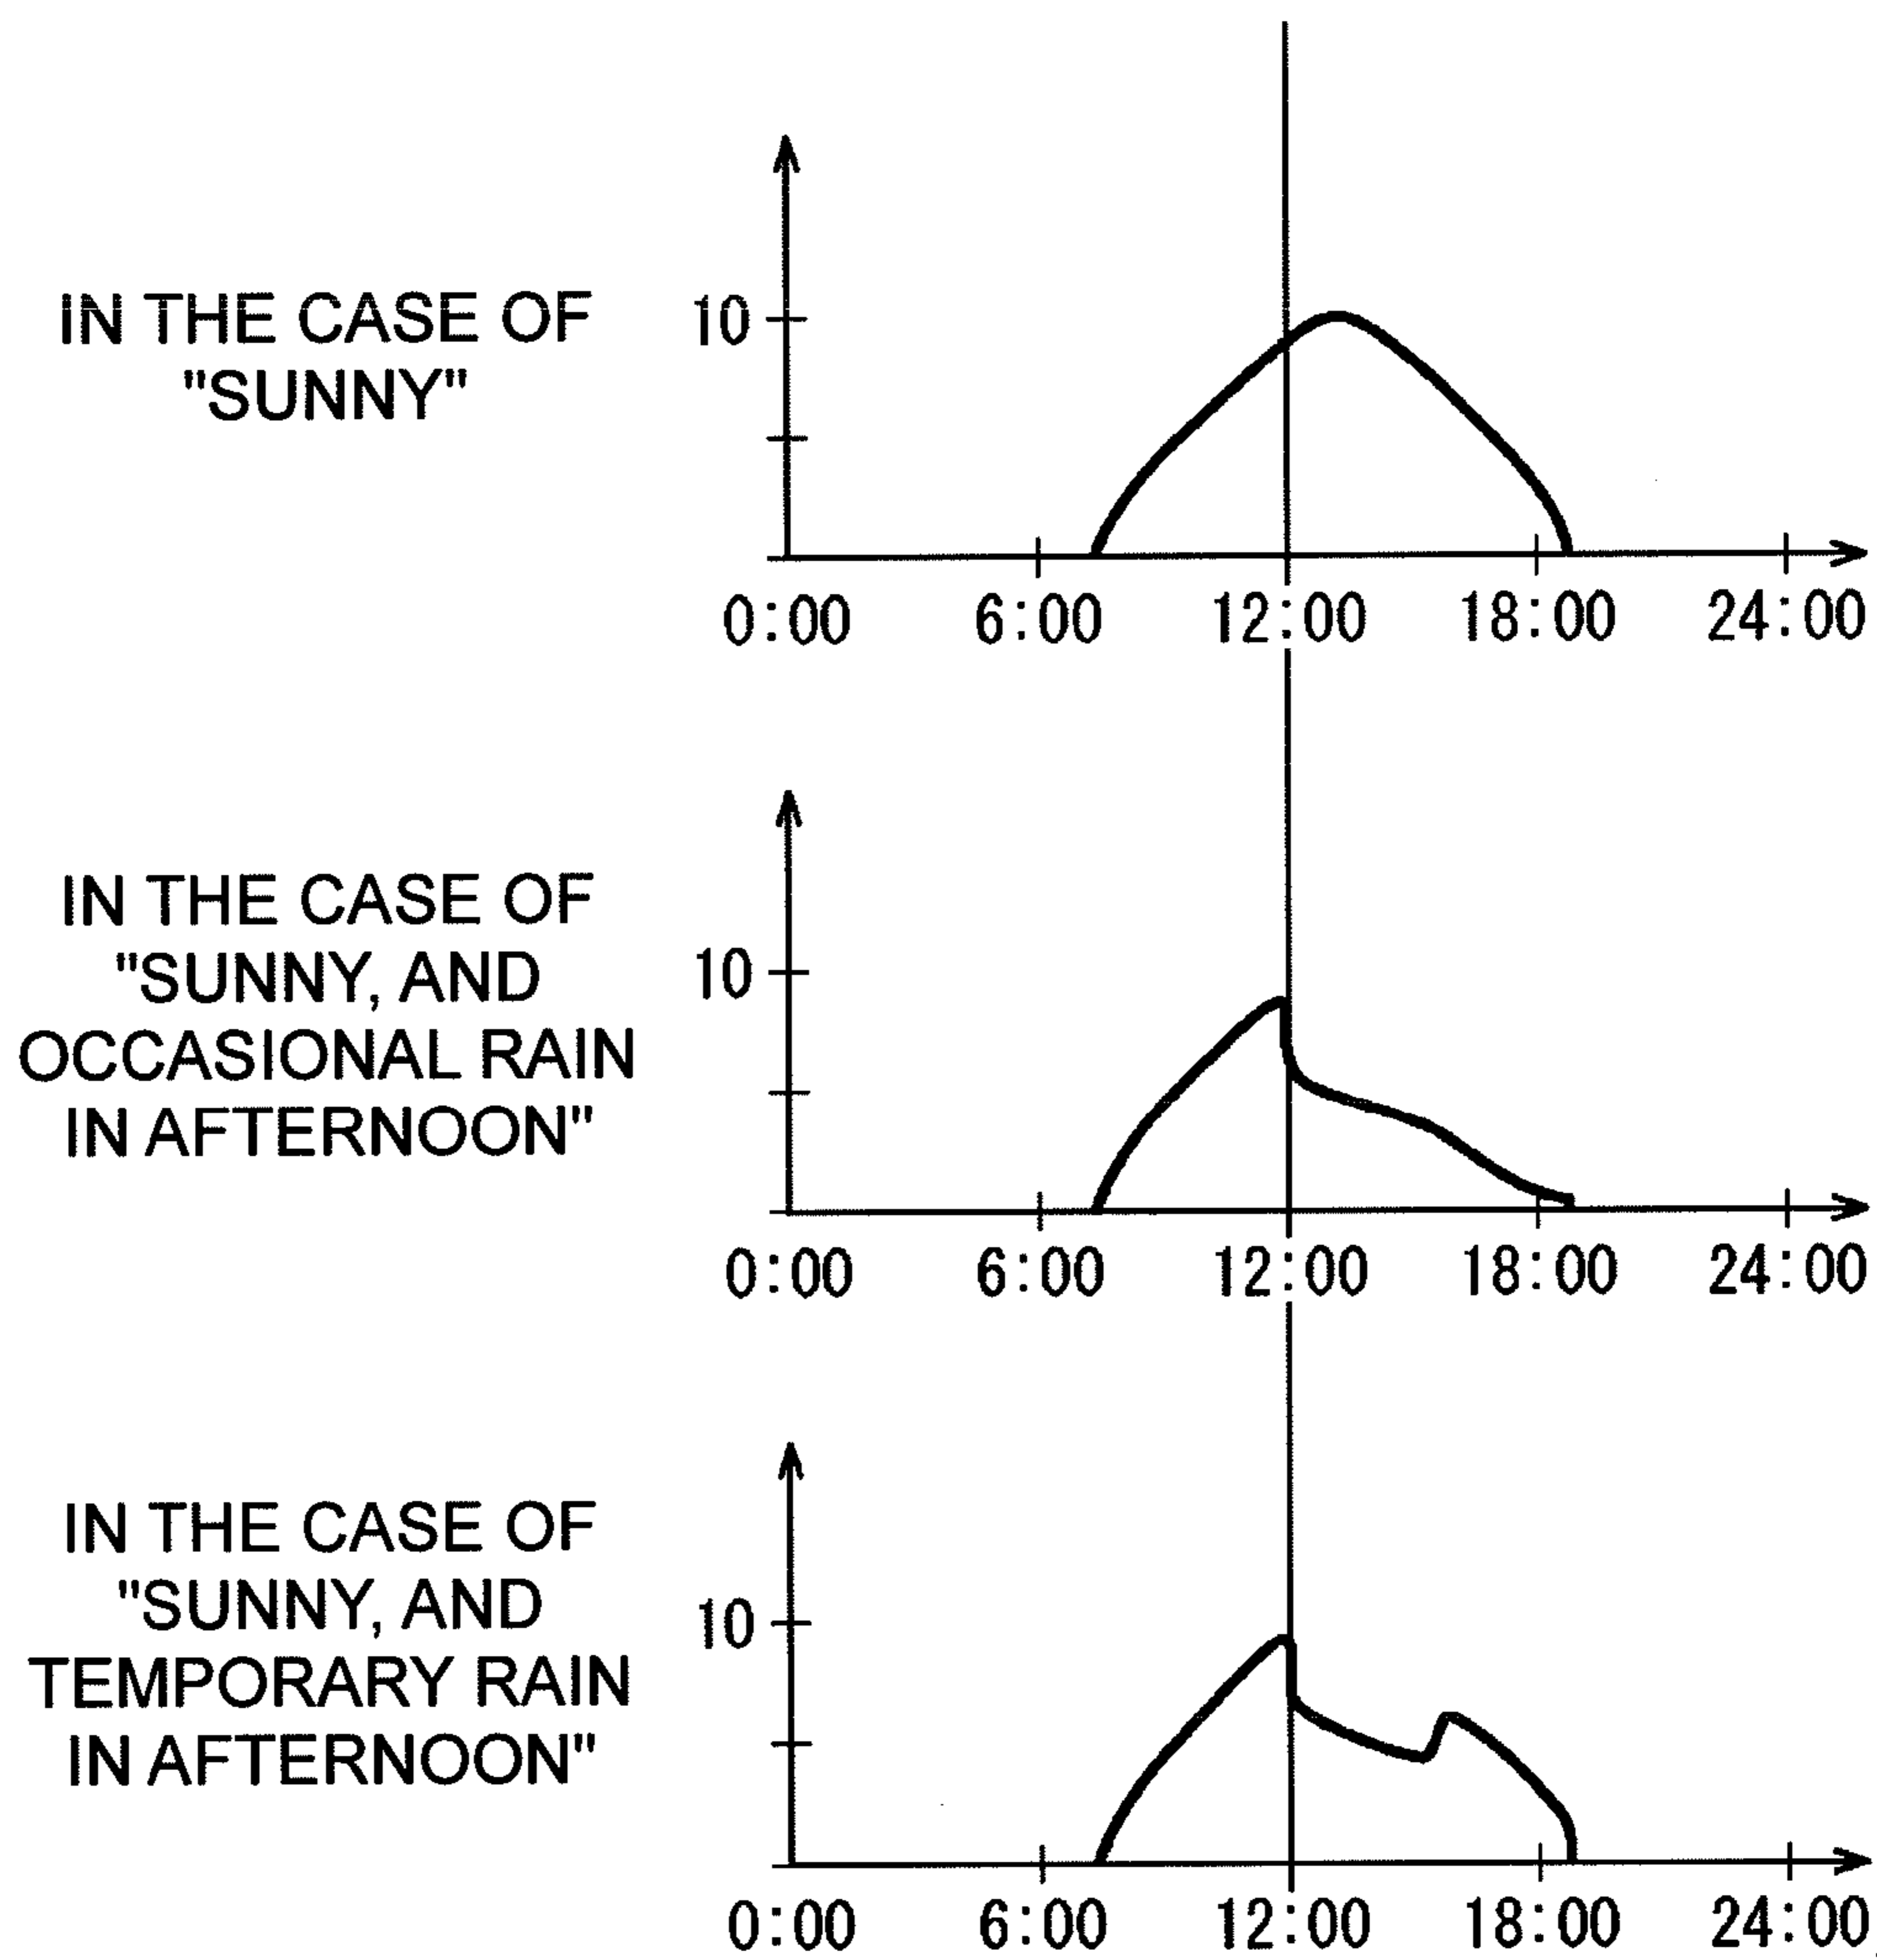 IN THE CASE OF
"SUNNY"
10
0:00 6:00 12:00 18:00 24:00
IN THE CASE OF
"SUNNY, AND
OCCASIONAL RAIN
IN AFTERNOON"
10
0:00 6:00 12:00 18:00 24:00
IN THE CASE OF
"SUNNY, AND
TEMPORARY RAIN
IN AFTERNOON"
10
0:00 6:00 12:00 18:00 24:00